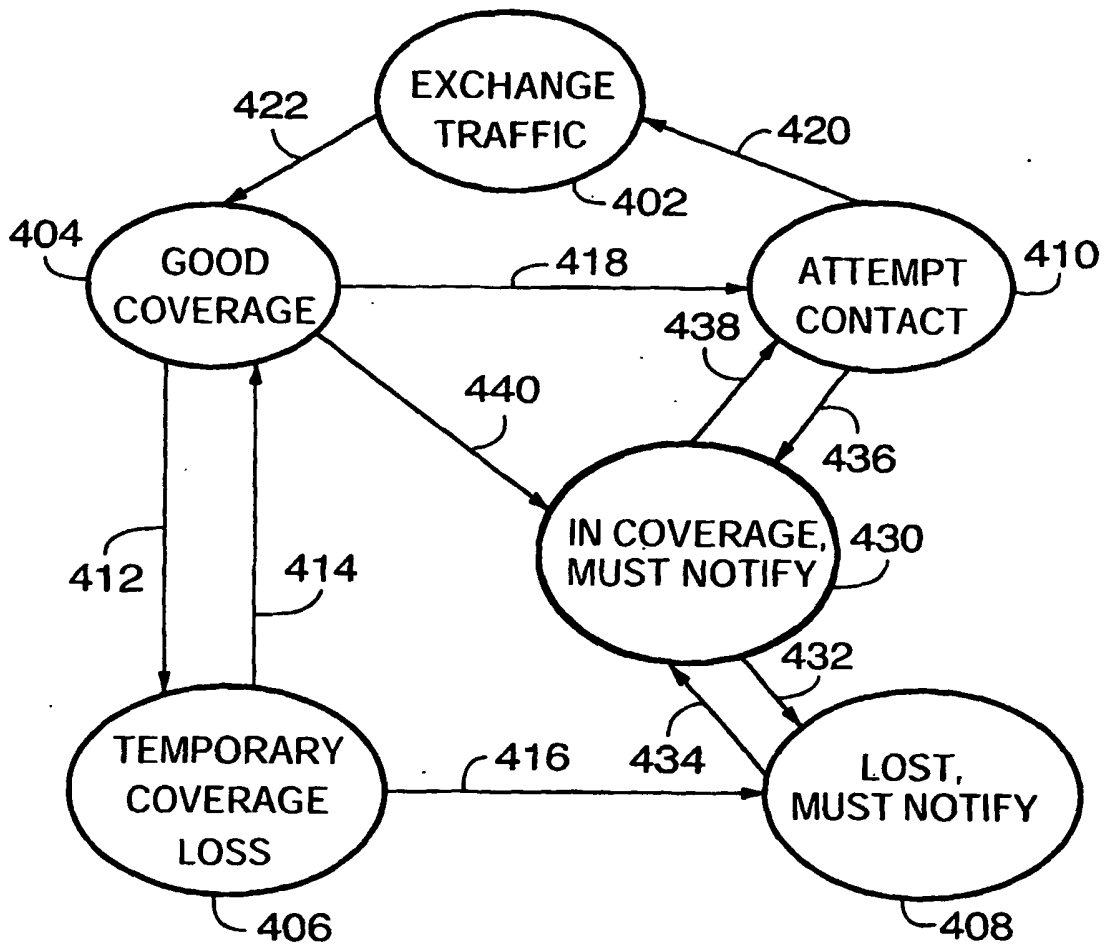 EXCHANGE
TRAFFIC
402
422
420
404
GOOD
COVERAGE
418
ATTEMPT
CONTACT
410
438
436
440
412
414
IN COVERAGE,
MUST NOTIFY
430
432
434
TEMPORARY
COVERAGE
LOSS
406
416
LOST,
MUST NOTIFY
408